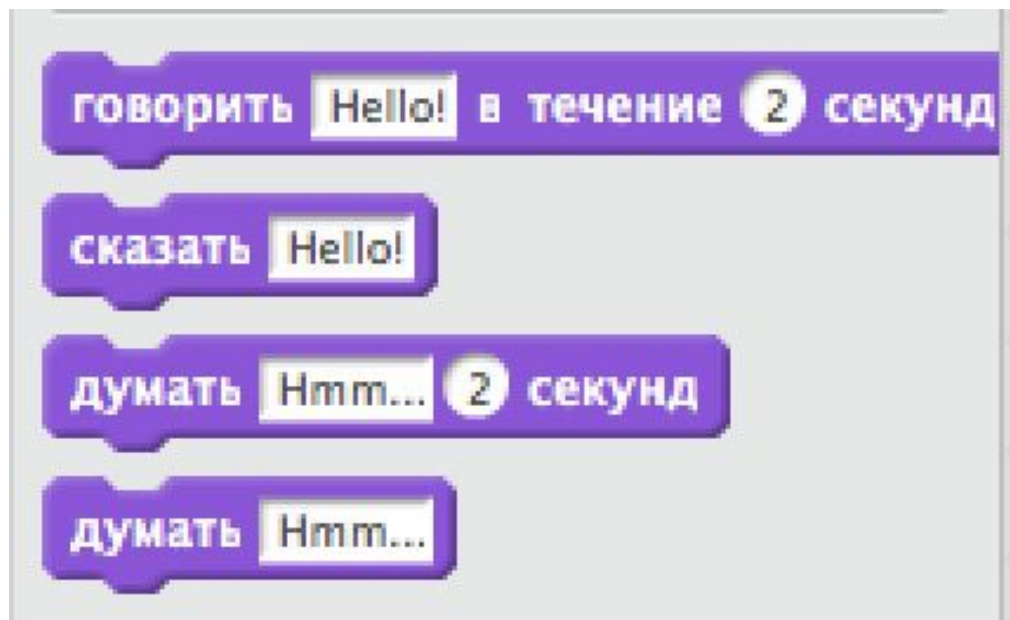 говорить Hello! в течение 2 секунд
сказать Hello!
думать Hmm... 2 секунд
думать Hmm...